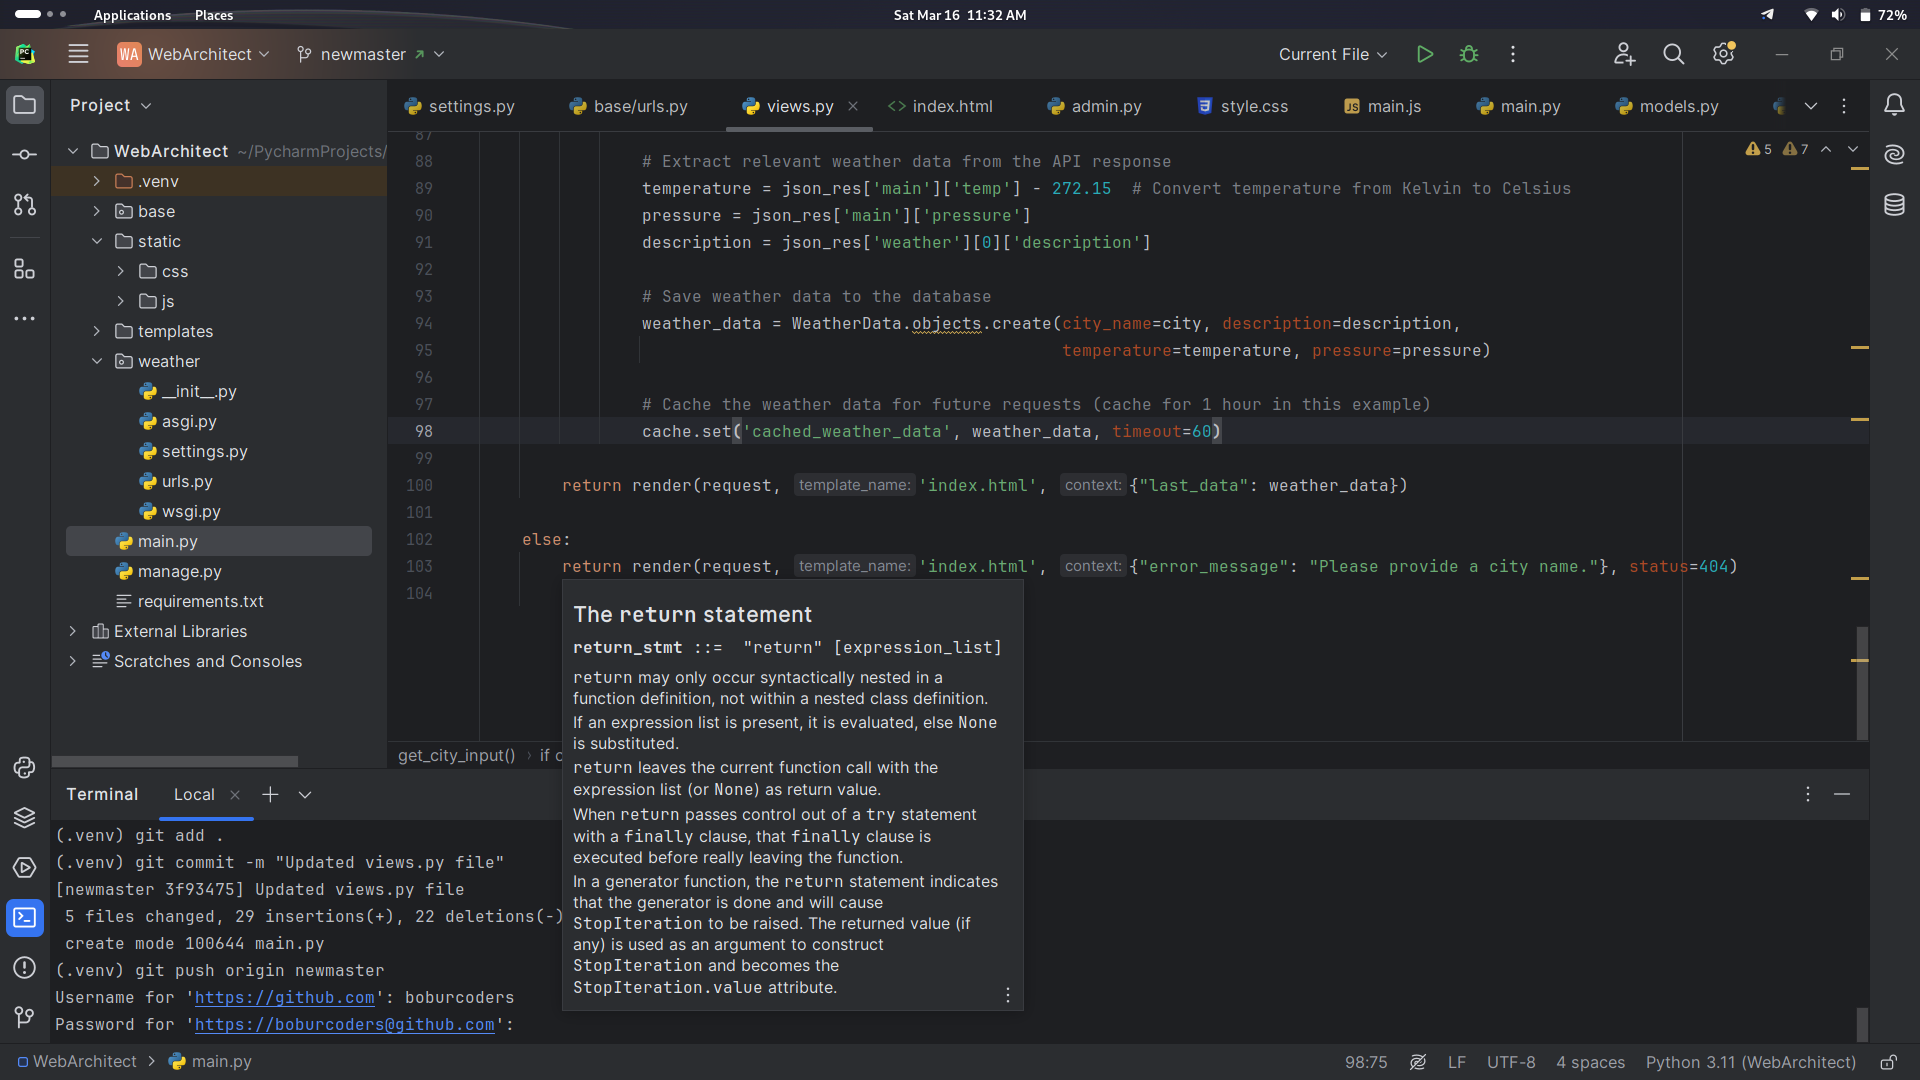 Applications Places Sat Mar 16 11:32 AM 72%
PC WA WebArchitect newmaster Current File
Project
settings.py base/urls.py views.py index.html admin.py style.css main.js main.py models.py
WebArchitect ~/PycharmProjects/
.venv
base
static
css
js
templates
weather
__init__.py
asgi.py
settings.py
urls.py
wsgi.py
main.py
manage.py
requirements.txt
External Libraries
Scratches and Consoles
5 7
87
88 # Extract relevant weather data from the API response
89 temperature = json_res['main']['temp'] - 272.15 # Convert temperature from Kelvin to Celsius
90 pressure = json_res['main']['pressure']
91 description = json_res['weather'][0]['description']
92
93 # Save weather data to the database
94 weather_data = WeatherData.objects.create(city_name=city, description=description,
95 temperature=temperature, pressure=pressure)
96
97 # Cache the weather data for future requests (cache for 1 hour in this example)
98 cache.set('cached_weather_data', weather_data, timeout=60)
99
100 return render(request, template_name: 'index.html', context: {"last_data": weather_data})
101
102 else:
103 return render(request, template_name: 'index.html', context: {"error_message": "Please provide a city name."}, status=404)
104
The return statement
return_stmt ::= "return" [expression_list]
return may only occur syntactically nested in a
function definition, not within a nested class definition.
If an expression list is present, it is evaluated, else None
is substituted.
return leaves the current function call with the
expression list (or None) as return value.
When return passes control out of a try statement
with a finally clause, that finally clause is
executed before really leaving the function.
In a generator function, the return statement indicates
that the generator is done and will cause
StopIteration to be raised. The returned value (if
any) is used as an argument to construct
StopIteration and becomes the
StopIteration.value attribute.
get_city_input() › if
Terminal Local
(.venv) git add .
(.venv) git commit -m "Updated views.py file"
[newmaster 3f93475] Updated views.py file
5 files changed, 29 insertions(+), 22 deletions(-)
create mode 100644 main.py
(.venv) git push origin newmaster
Username for 'https://github.com': boburcoders
Password for 'https://boburcoders@github.com':
WebArchitect > main.py 98:75 LF UTF-8 4 spaces Python 3.11 (WebArchitect)